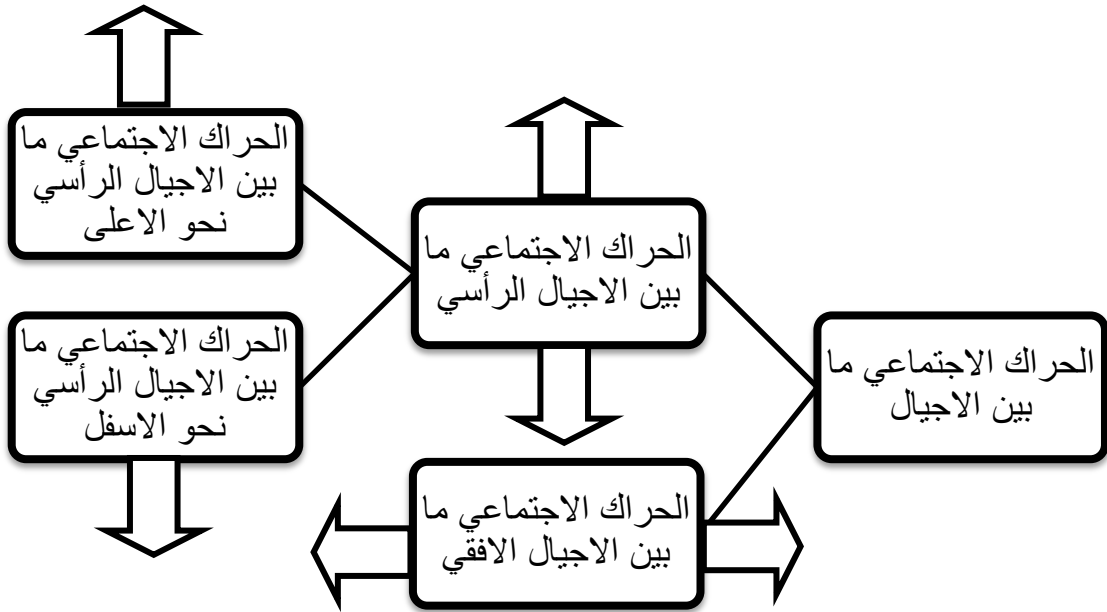 الحراك الاجتماعي ما
بين الاجيال
الحراك الاجتماعي ما
بين الاجيال الرأسي
الحراك الاجتماعي ما
بين الاجيال الرأسي
نحو الاعلى
الحراك الاجتماعي ما
بين الاجيال الرأسي
نحو الاسفل
الحراك الاجتماعي ما
بين الاجيال الافقي